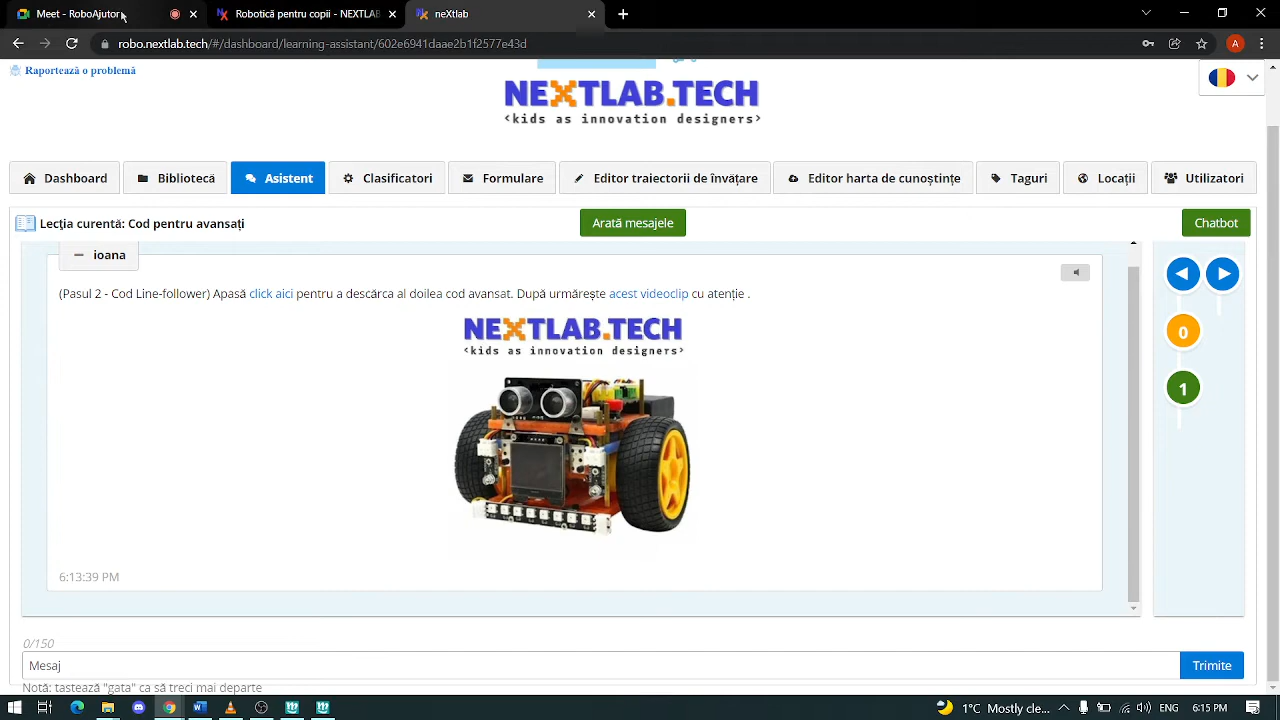 Meet - RoboAjutor
Robotică pentru copii - NEXTLAB
nextlab
robo.nextlab.tech/#/dashboard/learning-assistant/602e6941daae2b1f2577e43d
A
Raportează o problemă
NEXTLAB.TECH
<kids as innovation designers>
Dashboard
Bibliotecă
Asistent
Clasificatori
Formulare
Editor traiectorii de învățare
Editor harta de cunoștințe
Taguri
Locații
Utilizatori
Lecția curentă: Cod pentru avansați
Arată mesajele
Chatbot
ioana
(Pasul 2 - Cod Line-follower) Apasă click aici pentru a descărca al doilea cod avansat. După urmărește acest videoclip cu atenție .
NEXTLAB.TECH
<kids as innovation designers>
0
1
6:13:39 PM
0/150
Mesaj
Trimite
Notă: tastează "gata" ca să treci mai departe
1°C Mostly cle...
ENG
6:15 PM